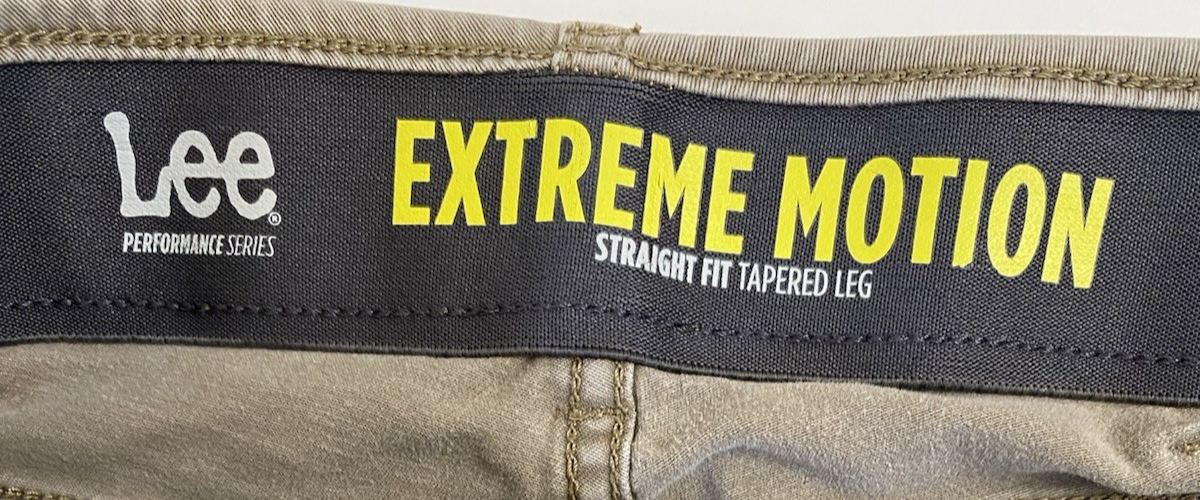 Lee®
PERFORMANCE SERIES
EXTREME MOTION
STRAIGHT FIT TAPERED LEG